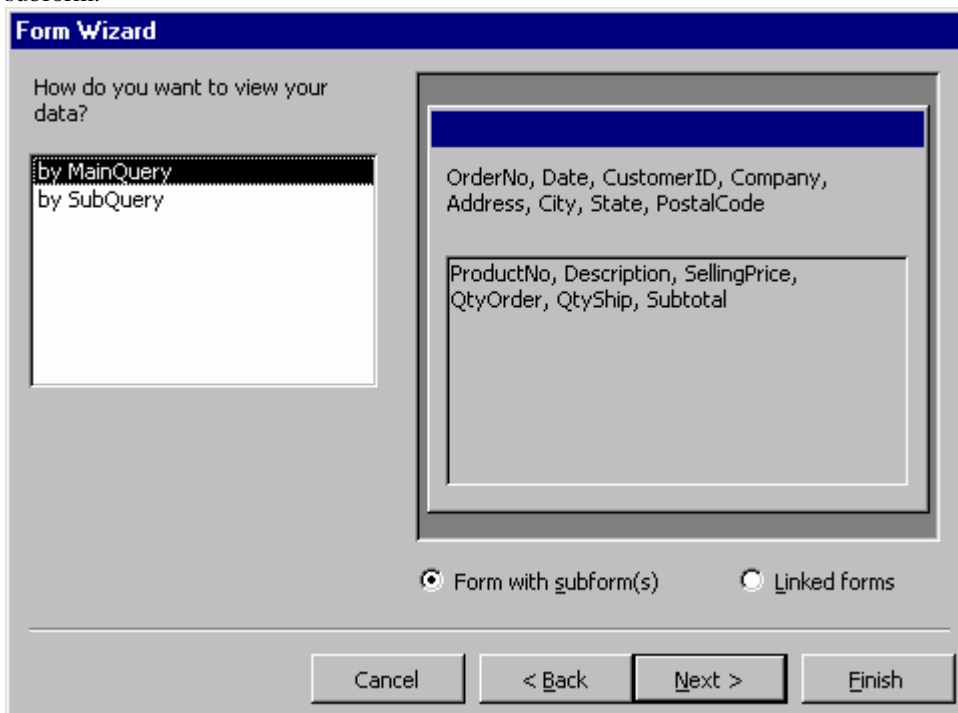 subform.
Form Wizard
How do you want to view your
data?
by MainQuery
by SubQuery
OrderNo, Date, CustomerID, Company,
Address, City, State, PostalCode
ProductNo, Description, SellingPrice,
QtyOrder, QtyShip, Subtotal
Form with subform(s)
Linked forms
Cancel
< Back
Next >
Finish